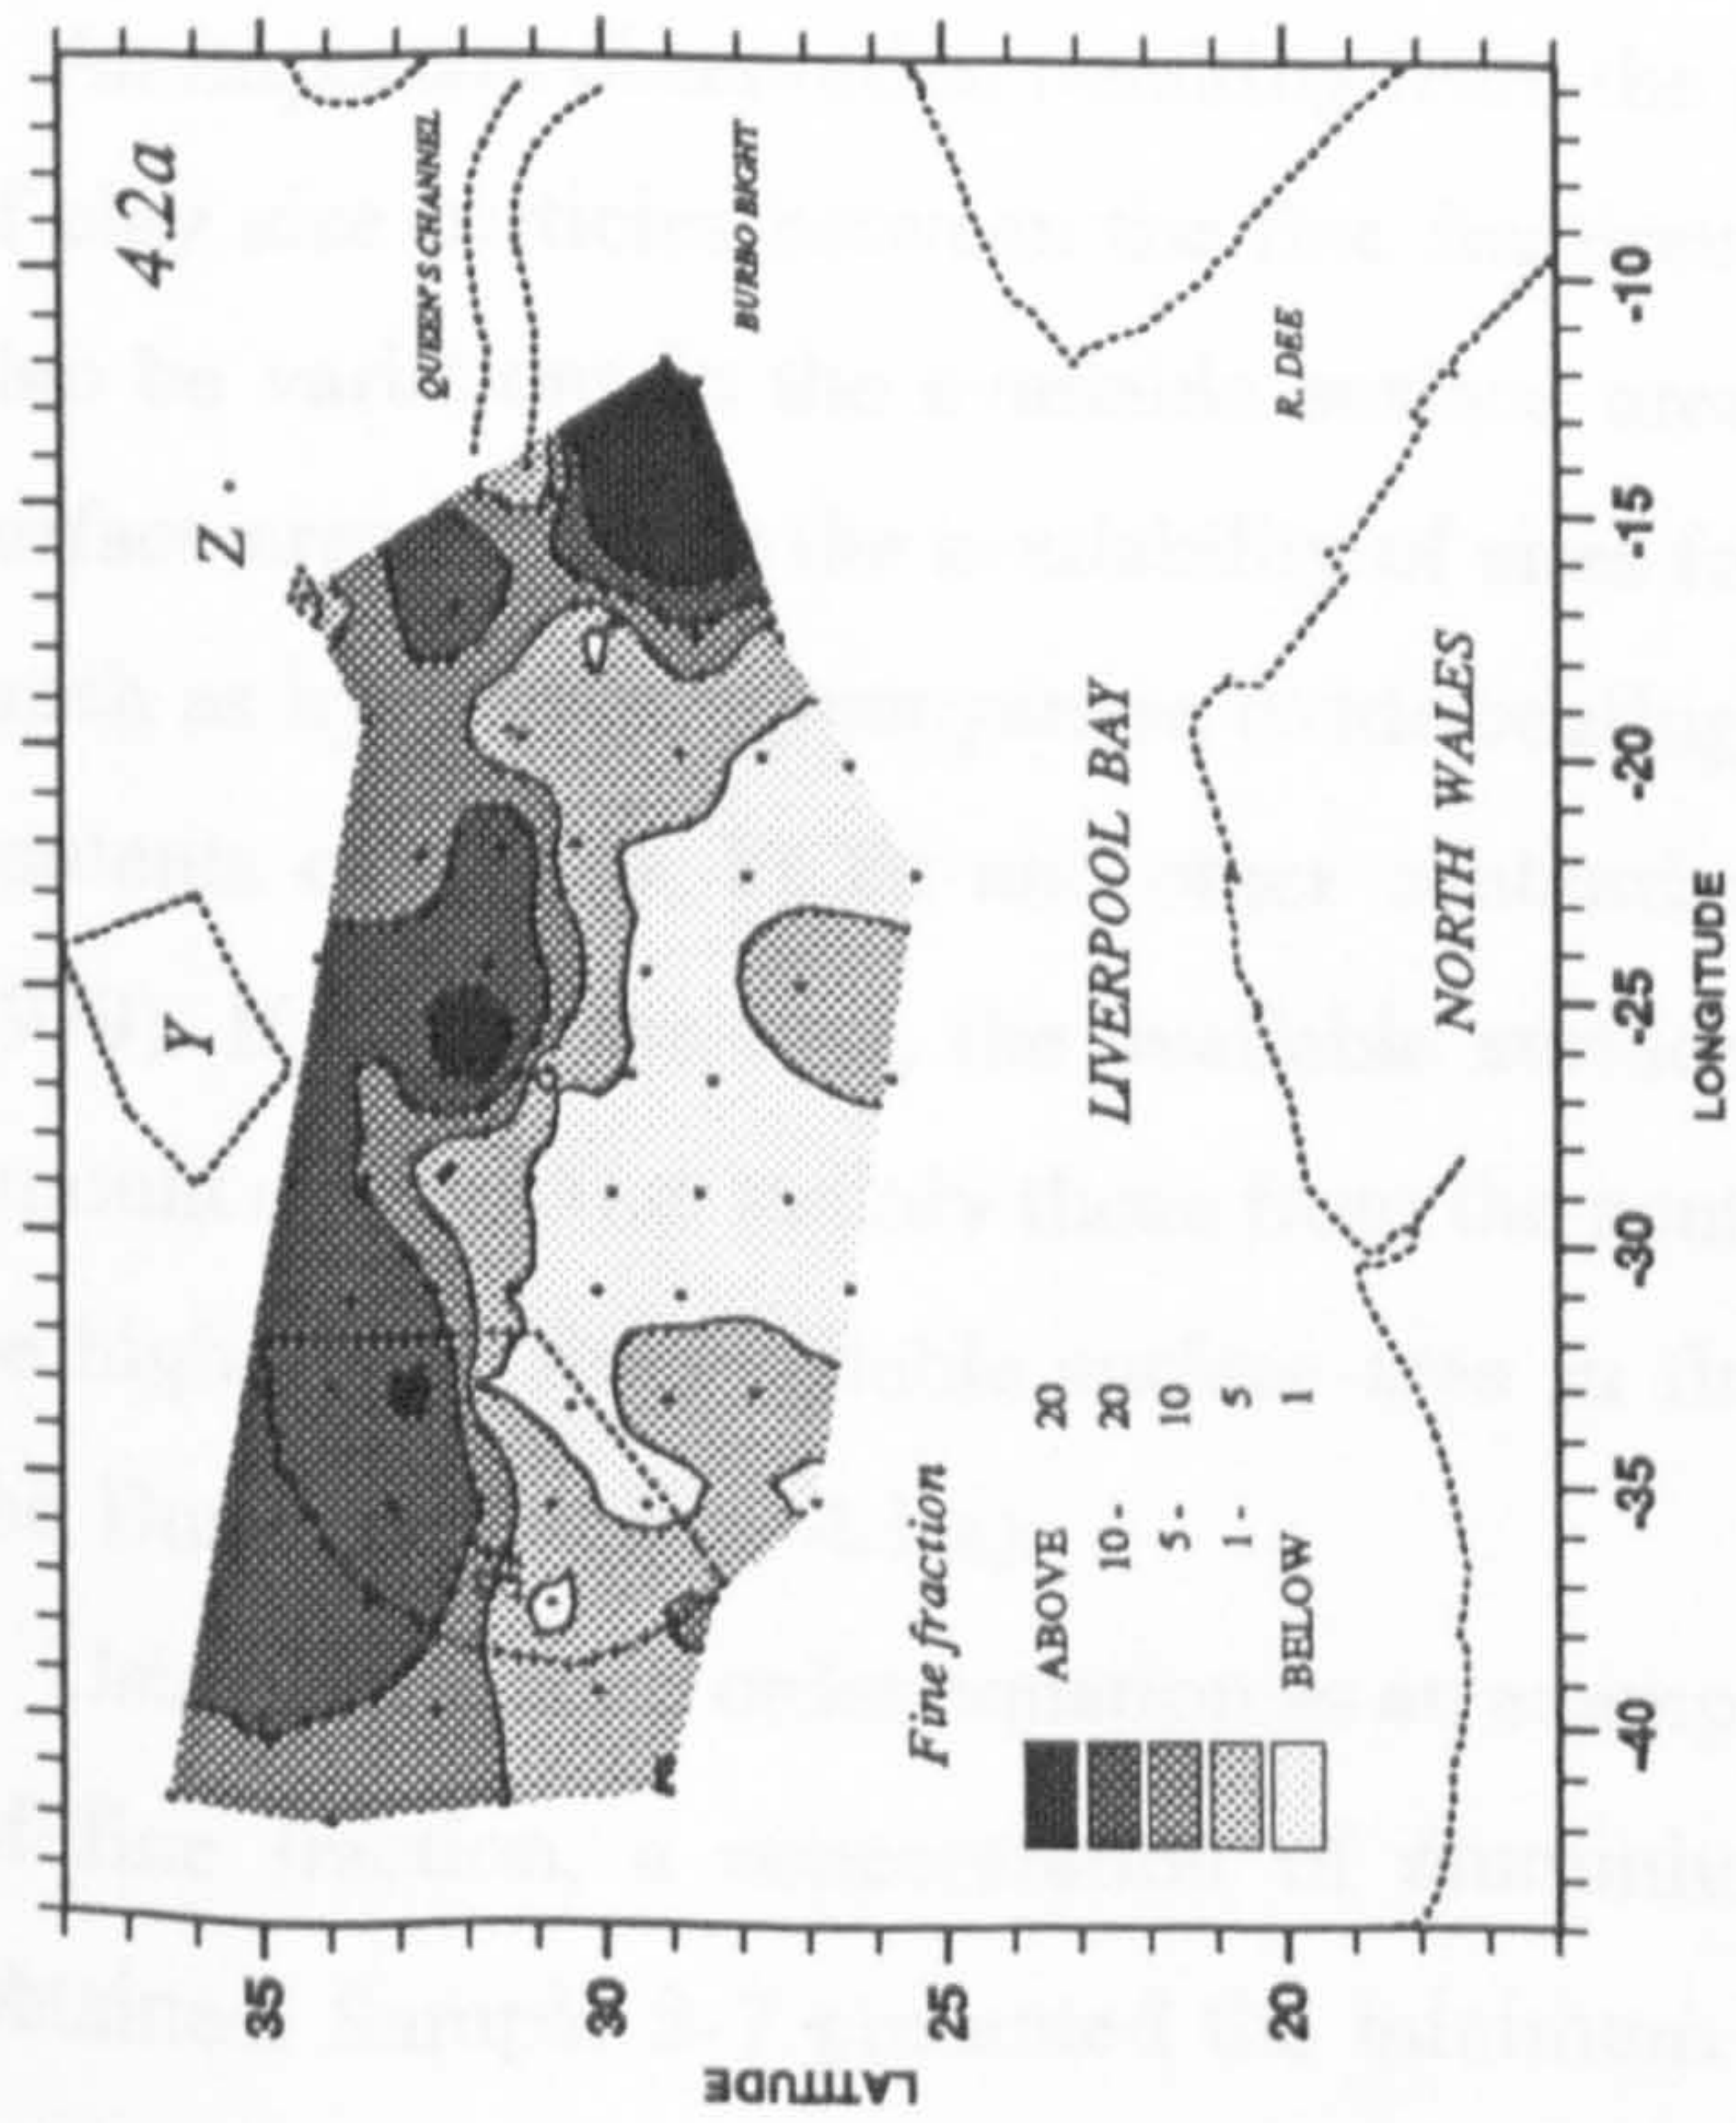 4.2a
Z
Y
QUEEN'S CHANNEL
BURBO BIGHT
R. DEE
LIVERPOOL BAY
NORTH WALES
Fine fraction
ABOVE 20
10 - 20
5 - 10
1 - 5
BELOW 1
LATITUDE
35
30
25
20
-40
-35
-30
-25
-20
-15
-10
LONGITUDE